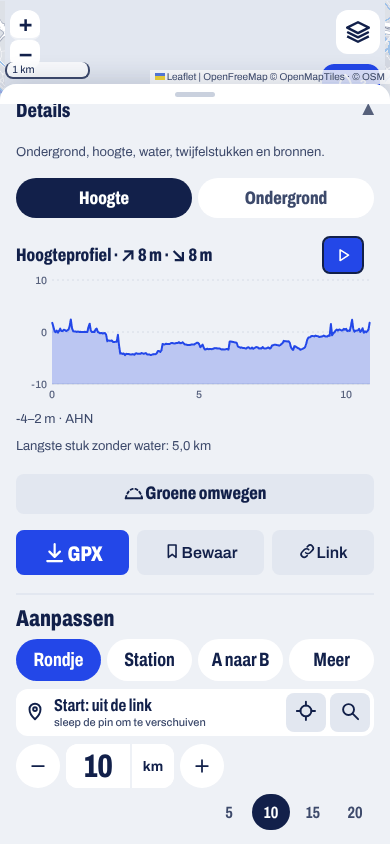 +
−
1 km
Leaflet | OpenFreeMap © OpenMapTiles · © OSM
Details
Ondergrond, hoogte, water, twijfelstukken en bronnen.
Hoogte
Ondergrond
Hoogteprofiel · ↗ 8 m · ↘ 8 m
10
0
-10
0 5 10
-4–2 m · AHN
Langste stuk zonder water: 5,0 km
Groene omwegen
GPX
Bewaar
Link
Aanpassen
Rondje
Station
A naar B
Meer
Start: uit de link
sleep de pin om te verschuiven
− 10 km +
5 10 15 20